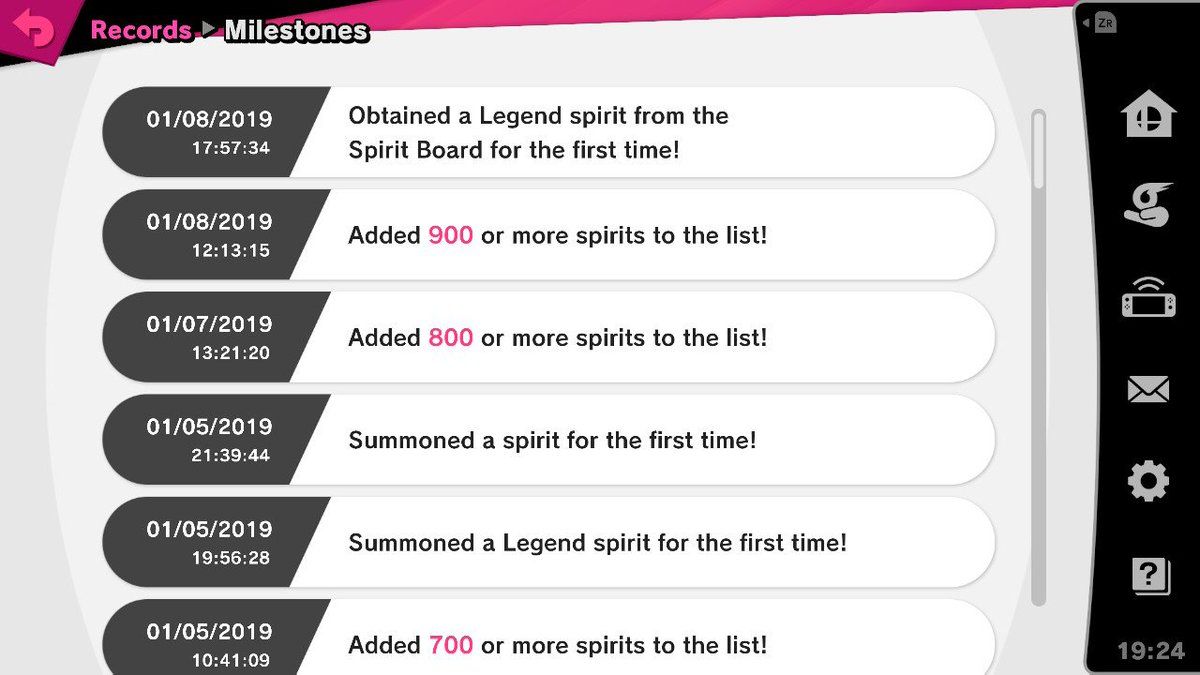 Records ▶ Milestones
ZR
01/08/2019
17:57:34
Obtained a Legend spirit from the
Spirit Board for the first time!
01/08/2019
12:13:15
Added 900 or more spirits to the list!
01/07/2019
13:21:20
Added 800 or more spirits to the list!
01/05/2019
21:39:44
Summoned a spirit for the first time!
01/05/2019
19:56:28
Summoned a Legend spirit for the first time!
01/05/2019
10:41:09
Added 700 or more spirits to the list!
?
19:24